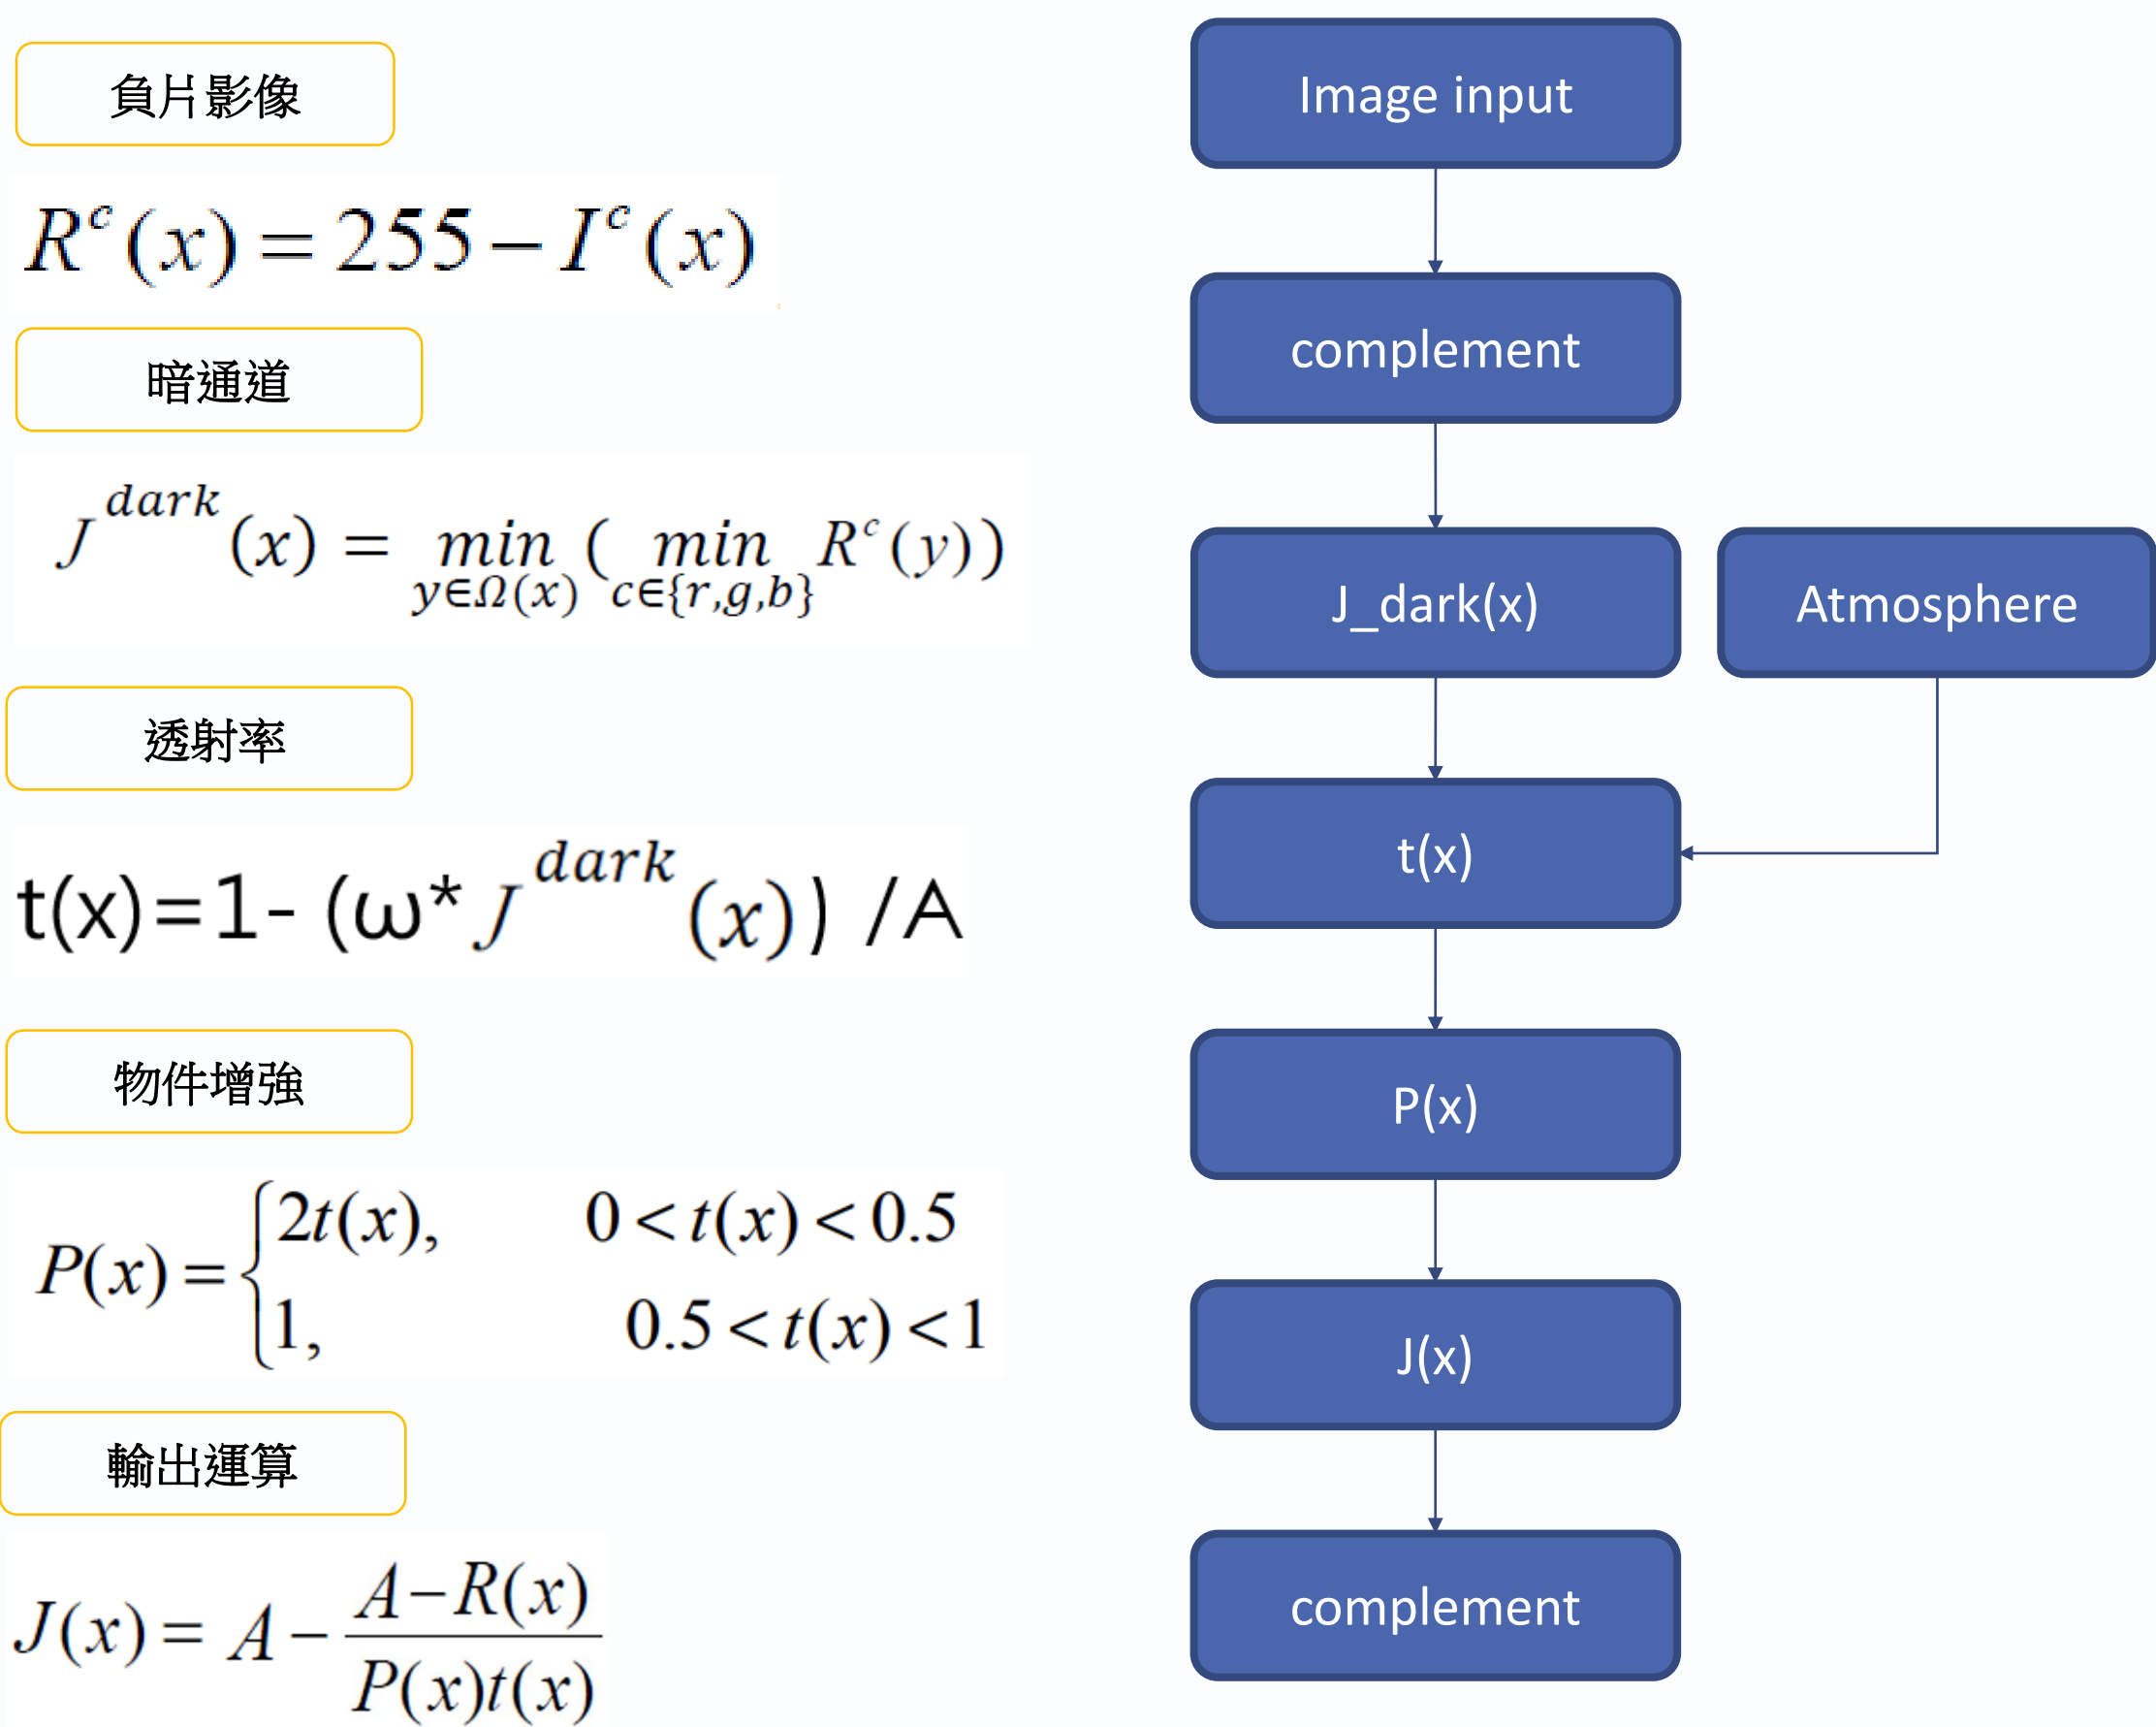 負片影像
R^c(x) = 255 − I^c(x)
暗通道
J^dark(x) = min_{y∈Ω(x)} ( min_{c∈{r,g,b}} R^c(y))
透射率
t(x)=1- (ω*J^dark(x)) /A
物件增強
P(x) = { 2t(x), 0 < t(x) < 0.5
1, 0.5 < t(x) < 1
輸出運算
J(x) = A − (A − R(x)) / (P(x)t(x))
Image input
complement
J_dark(x)
Atmosphere
t(x)
P(x)
J(x)
complement